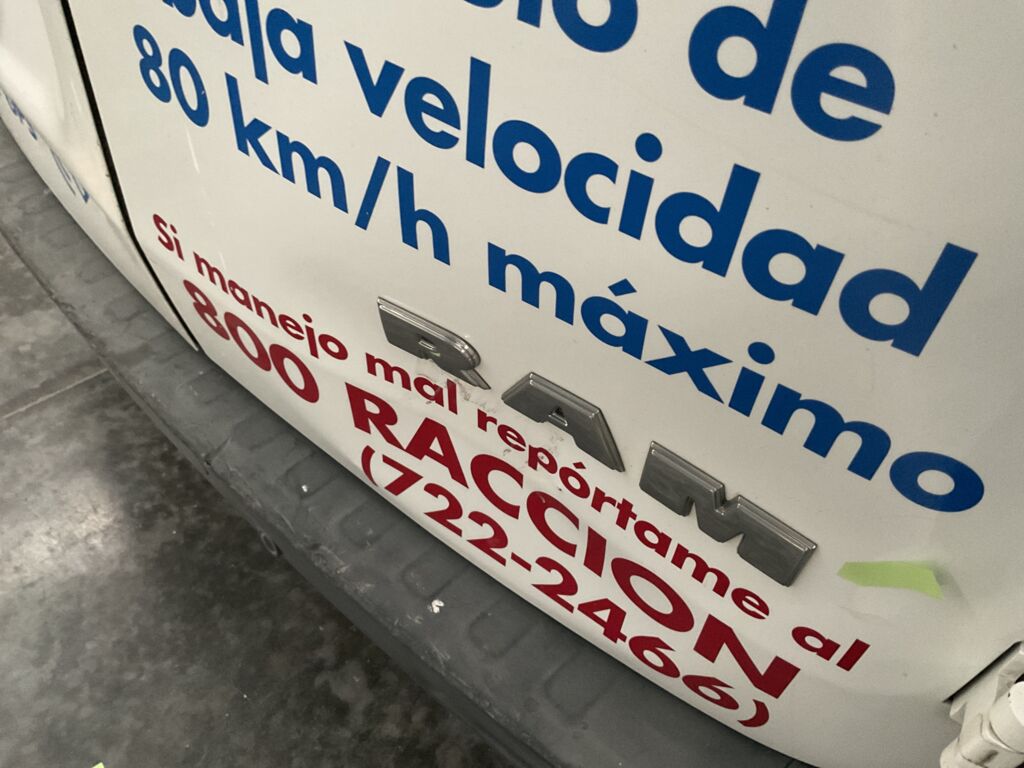 de
baja velocidad
80 km/h máximo
RAM
Si manejo mal repórtame al
800 RACCION
(722-2466)